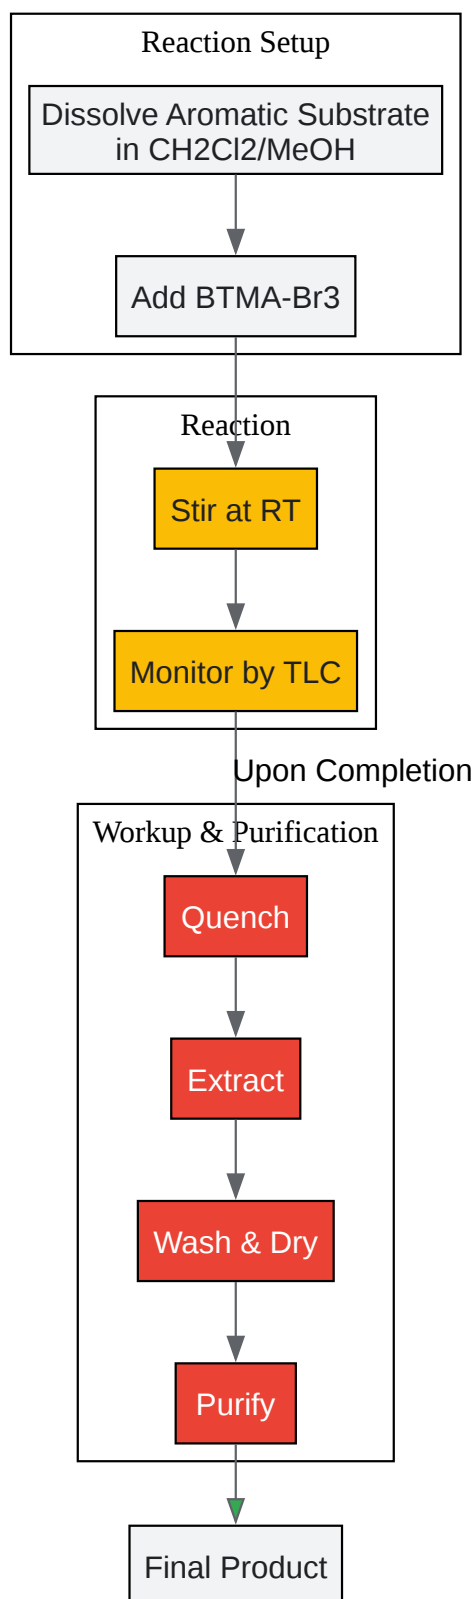 Reaction Setup
Dissolve Aromatic Substrate
in CH2Cl2/MeOH
Add BTMA-Br3
Reaction
Stir at RT
Monitor by TLC
Upon Completion
Workup & Purification
Quench
Extract
Wash & Dry
Purify
Final Product